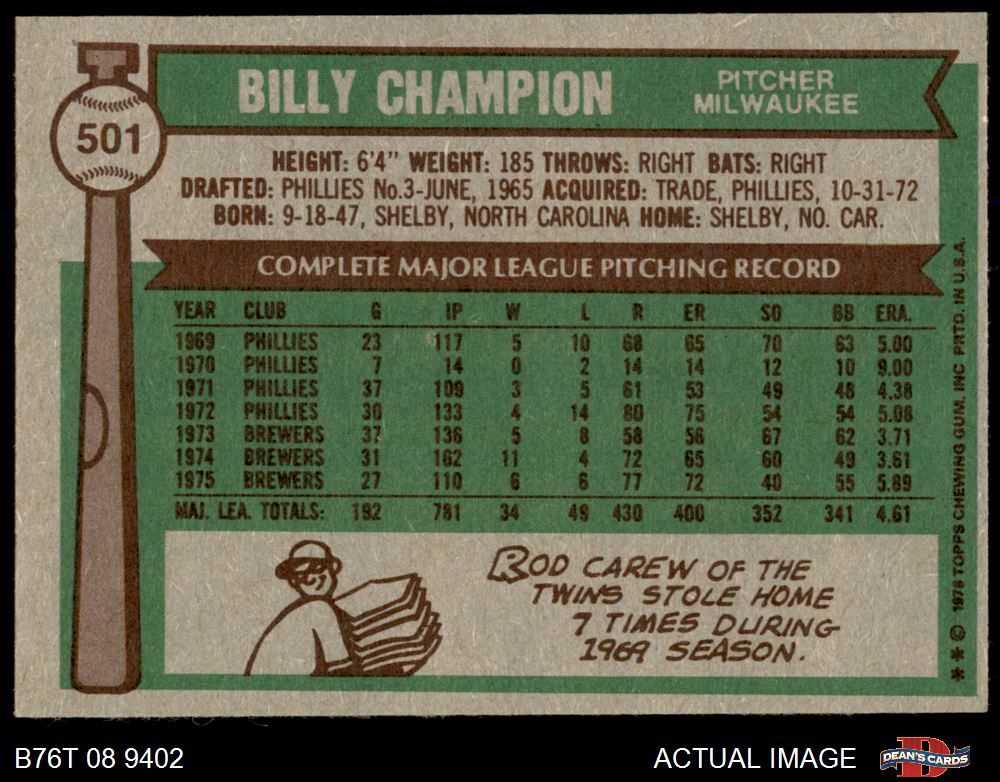 501
BILLY CHAMPION
PITCHER
MILWAUKEE
HEIGHT: 6'4" WEIGHT: 185 THROWS: RIGHT BATS: RIGHT
DRAFTED: PHILLIES No.3-JUNE, 1965 ACQUIRED: TRADE, PHILLIES, 10-31-72
BORN: 9-18-47, SHELBY, NORTH CAROLINA HOME: SHELBY, NO. CAR.
COMPLETE MAJOR LEAGUE PITCHING RECORD
YEAR CLUB G IP W L R ER SO BB ERA.
1969 PHILLIES 23 117 5 10 68 65 70 63 5.00
1970 PHILLIES 7 14 0 2 14 14 12 10 9.00
1971 PHILLIES 37 109 3 5 61 53 49 48 4.38
1972 PHILLIES 30 133 4 14 80 75 54 54 5.08
1973 BREWERS 37 136 5 8 58 56 67 62 3.71
1974 BREWERS 31 162 11 4 72 65 60 49 3.61
1975 BREWERS 27 110 6 6 77 72 40 55 5.89
MAJ. LEA. TOTALS: 192 781 34 49 430 400 352 341 4.61
ROD CAREW OF THE
TWINS STOLE HOME
7 TIMES DURING
1969 SEASON.
* * © 1976 TOPPS CHEWING GUM, INC PRTD. IN U.S.A.
B76T 08 9402
ACTUAL IMAGE
D
DEAN'S CARDS